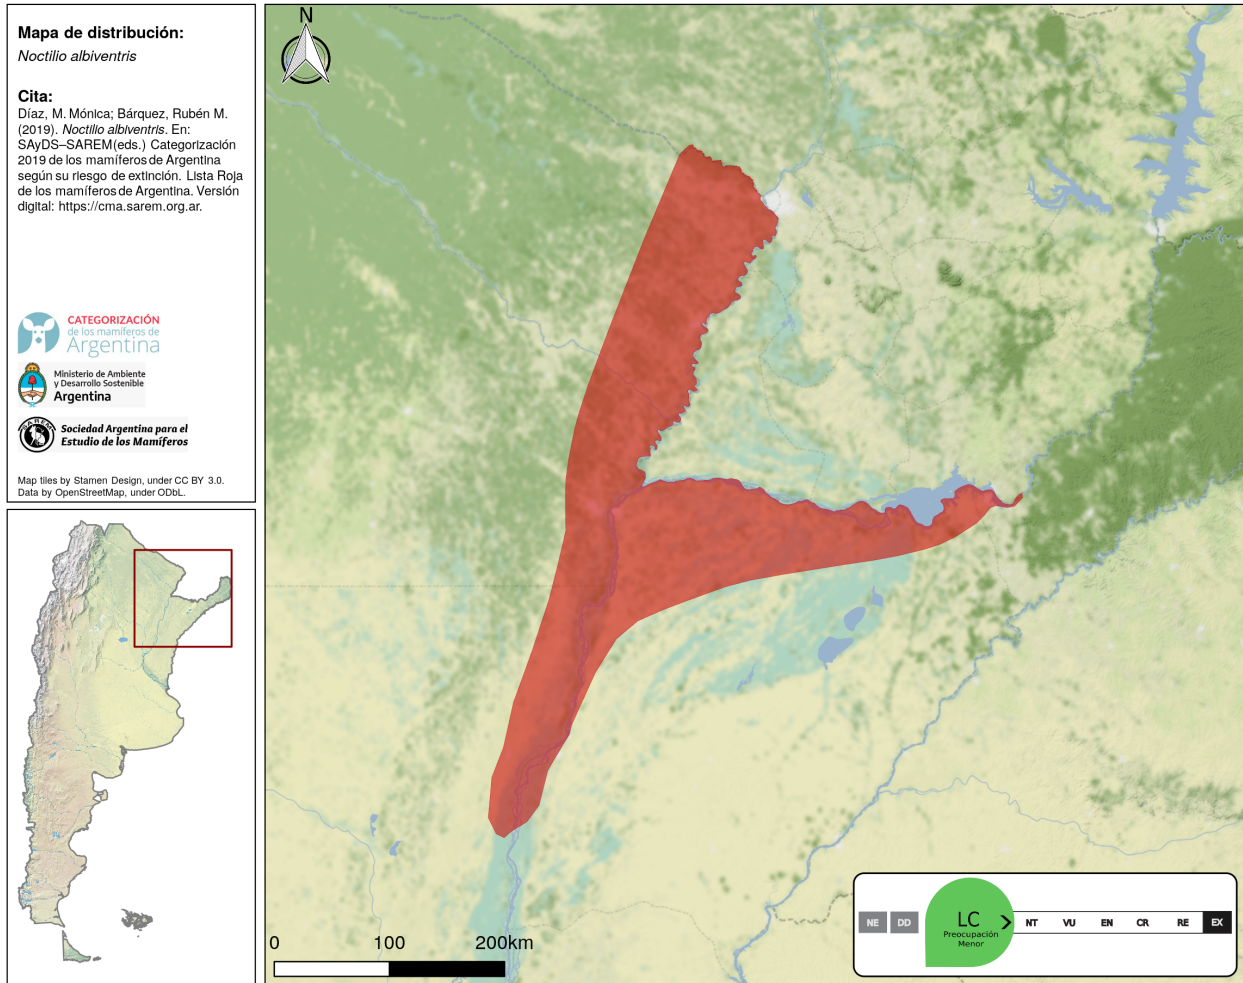 Mapa de distribución:
Noctilio albiventris
Cita:
Díaz, M. Mónica; Bárquez, Rubén M.
(2019). Noctilio albiventris. En:
SAyDS–SAREM(eds.) Categorización
2019 de los mamíferos de Argentina
según su riesgo de extinción. Lista Roja
de los mamíferos de Argentina. Versión
digital: https://cma.sarem.org.ar.
CATEGORIZACIÓN
de los mamíferos de
Argentina
Ministerio de Ambiente
y Desarrollo Sostenible
Argentina
SAREM
Sociedad Argentina para el
Estudio de los Mamíferos
Map tiles by Stamen Design, under CC BY 3.0.
Data by OpenStreetMap, under ODbL.
N
0 100 200km
NE DD LC NT VU EN CR RE EX
Preocupación
Menor